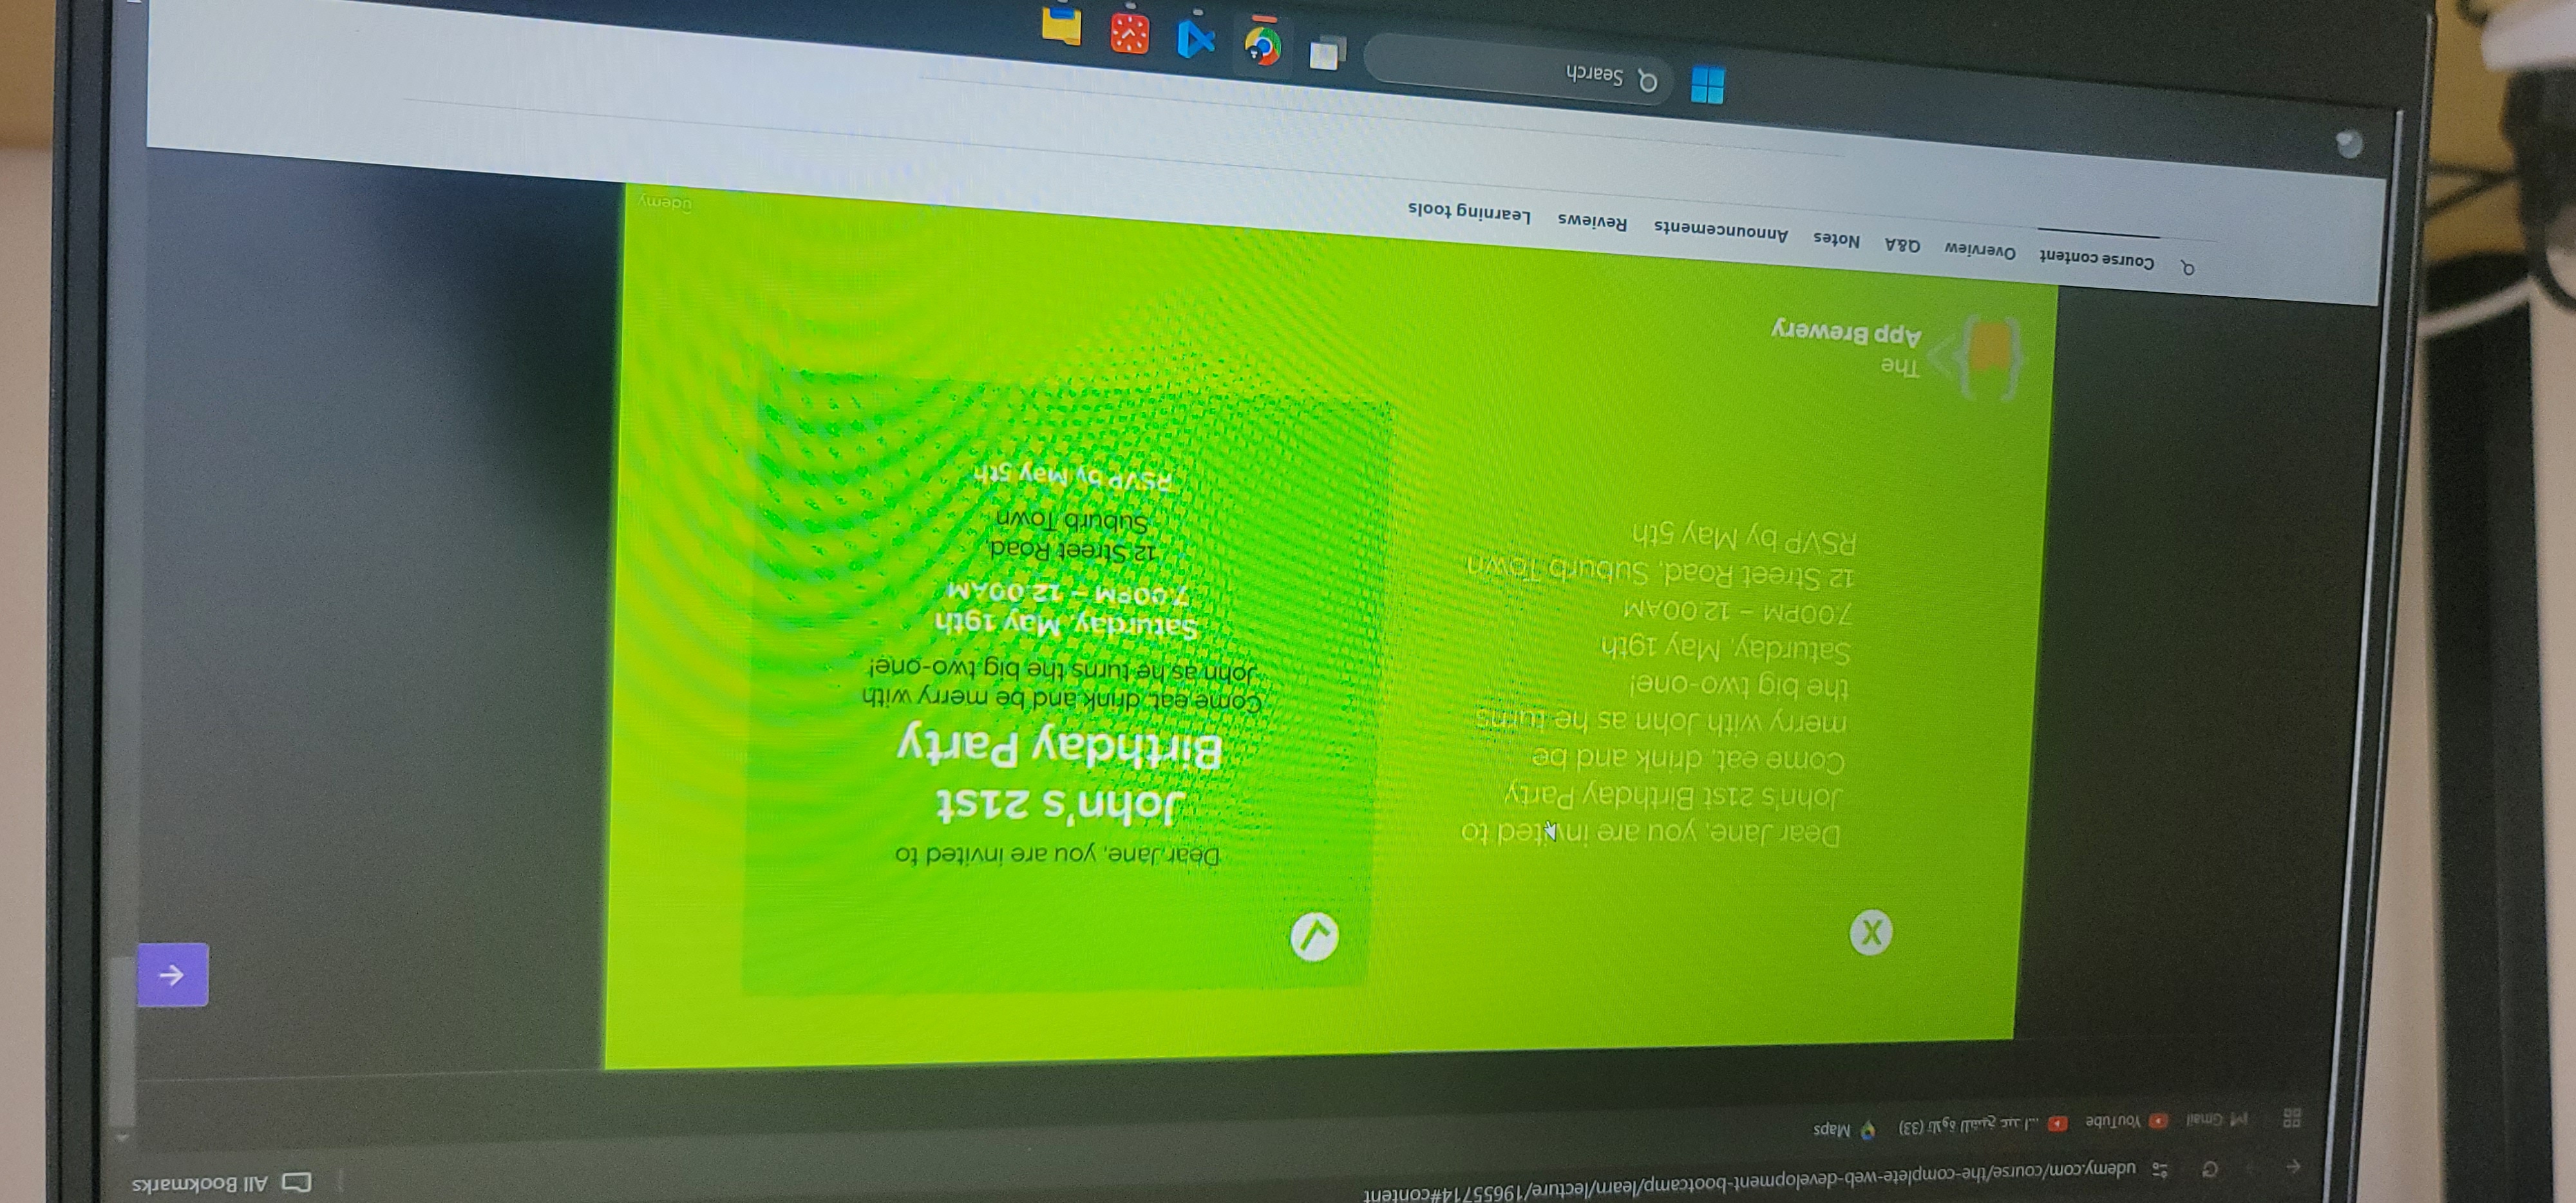 udemy.com/course/the-complete-web-development-bootcamp/learn/lecture/19655714#content
All Bookmarks
Gmail
YouTube
(33) تلاوة للشيخ عبد ا...
Maps
X
Dear Jane, you are invited to
John's 21st Birthday Party
Come eat, drink and be
merry with John as he turns
the big two-one!
Saturday, May 19th
7.00PM – 12.00AM
12 Street Road, Suburb Town
RSVP by May 5th
Dear Jane, you are invited to
John's 21st
Birthday Party
Come eat, drink and be merry with
John as he turns the big two-one!
Saturday, May 19th
7.00PM – 12.00AM
12 Street Road,
Suburb Town
RSVP by May 5th
The
App Brewery
udemy
Course content
Overview
Q&A
Notes
Announcements
Reviews
Learning tools
Search